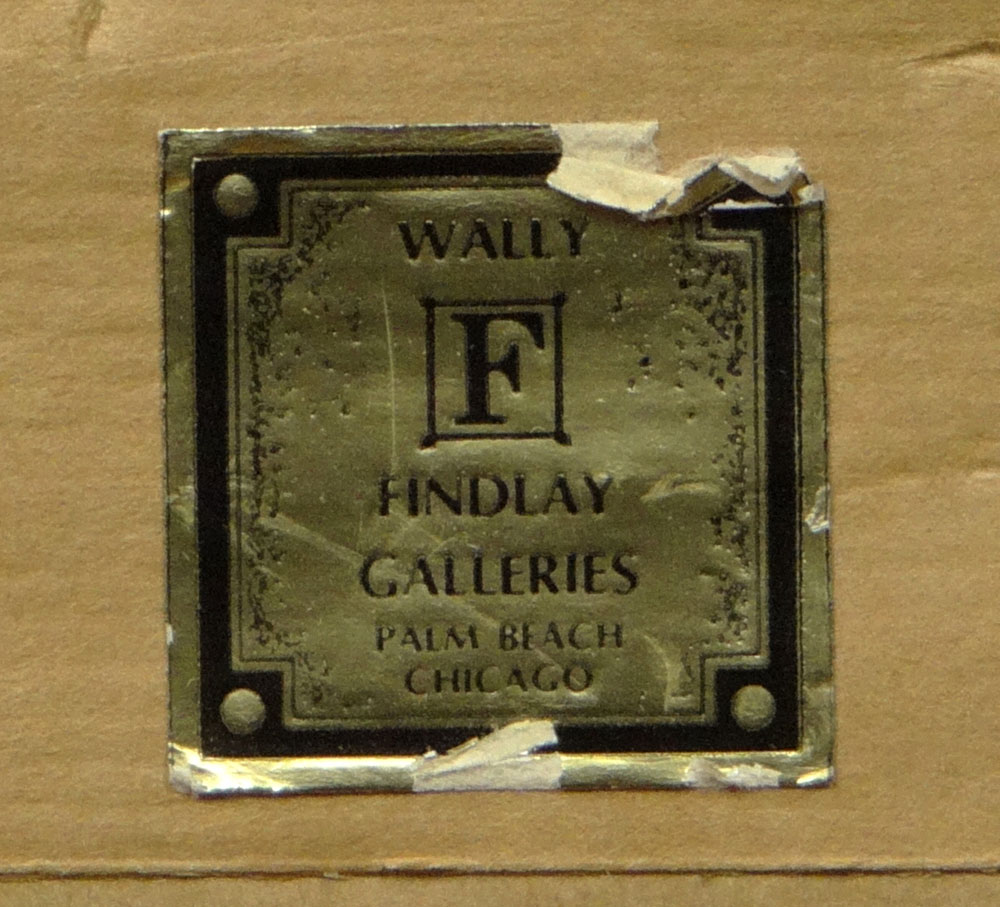 WALLY
F
FINDLAY
GALLERIES
PALM BEACH
CHICAGO